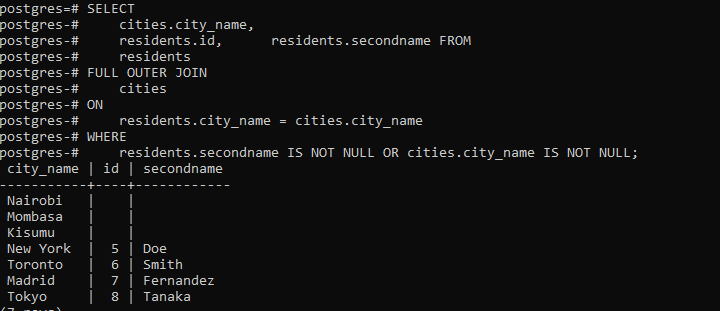 postgres=# SELECT
postgres-#     cities.city_name,
postgres-#     residents.id,      residents.secondname FROM
postgres-#     residents
postgres-# FULL OUTER JOIN
postgres-#     cities
postgres-# ON
postgres-#     residents.city_name = cities.city_name
postgres-# WHERE
postgres-#     residents.secondname IS NOT NULL OR cities.city_name IS NOT NULL;
 city_name | id | secondname
-----------+----+------------
 Nairobi   |    |
 Mombasa   |    |
 Kisumu    |    |
 New York  |  5 | Doe
 Toronto   |  6 | Smith
 Madrid    |  7 | Fernandez
 Tokyo     |  8 | Tanaka
(7 rows)